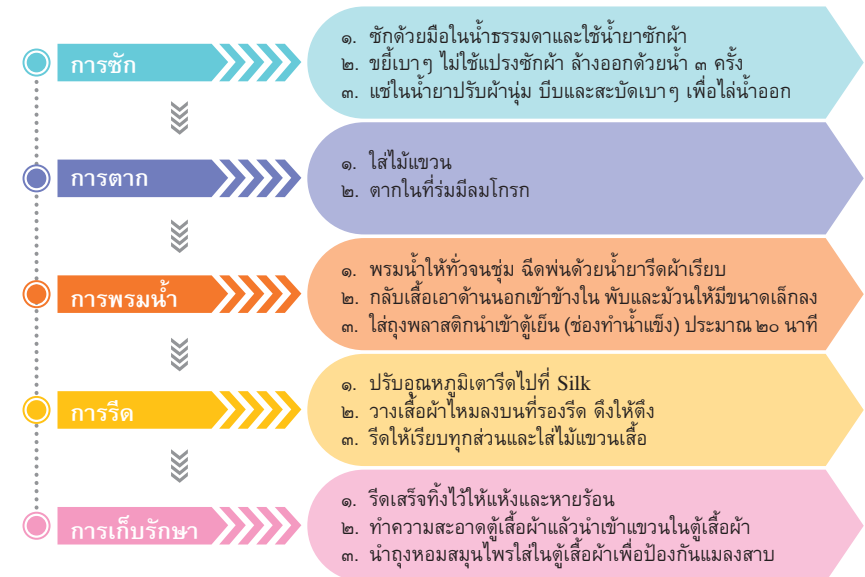 การซัก
๑. ซักด้วยมือในน้ำธรรมดาและใช้น้ำยาซักผ้า
๒. ขยี้เบาๆ ไม่ใช้แปรงซักผ้า ล้างออกด้วยน้ำ ๓ ครั้ง
๓. แช่ในน้ำยาปรับผ้านุ่ม บีบและสะบัดเบาๆ เพื่อไล่น้ำออก
การตาก
๑. ใส่ไม้แขวน
๒. ตากในที่ร่มมีลมโกรก
การพรมน้ำ
๑. พรมน้ำให้ทั่วจนชุ่ม ฉีดพ่นด้วยน้ำยารีดผ้าเรียบ
๒. กลับเสื้อเอาด้านนอกเข้าข้างใน พับและม้วนให้มีขนาดเล็กลง
๓. ใส่ถุงพลาสติกนำเข้าตู้เย็น (ช่องทำน้ำแข็ง) ประมาณ ๒๐ นาที
การรีด
๑. ปรับอุณหภูมิเตารีดไปที่ Silk
๒. วางเสื้อผ้าไหมลงบนที่รองรีด ดึงให้ตึง
๓. รีดให้เรียบทุกส่วนและใส่ไม้แขวนเสื้อ
การเก็บรักษา
๑. รีดเสร็จทิ้งไว้ให้แห้งและหายร้อน
๒. ทำความสะอาดตู้เสื้อผ้าแล้วนำเข้าแขวนในตู้เสื้อผ้า
๓. นำถุงหอมสมุนไพรใส่ในตู้เสื้อผ้าเพื่อป้องกันแมลงสาบ